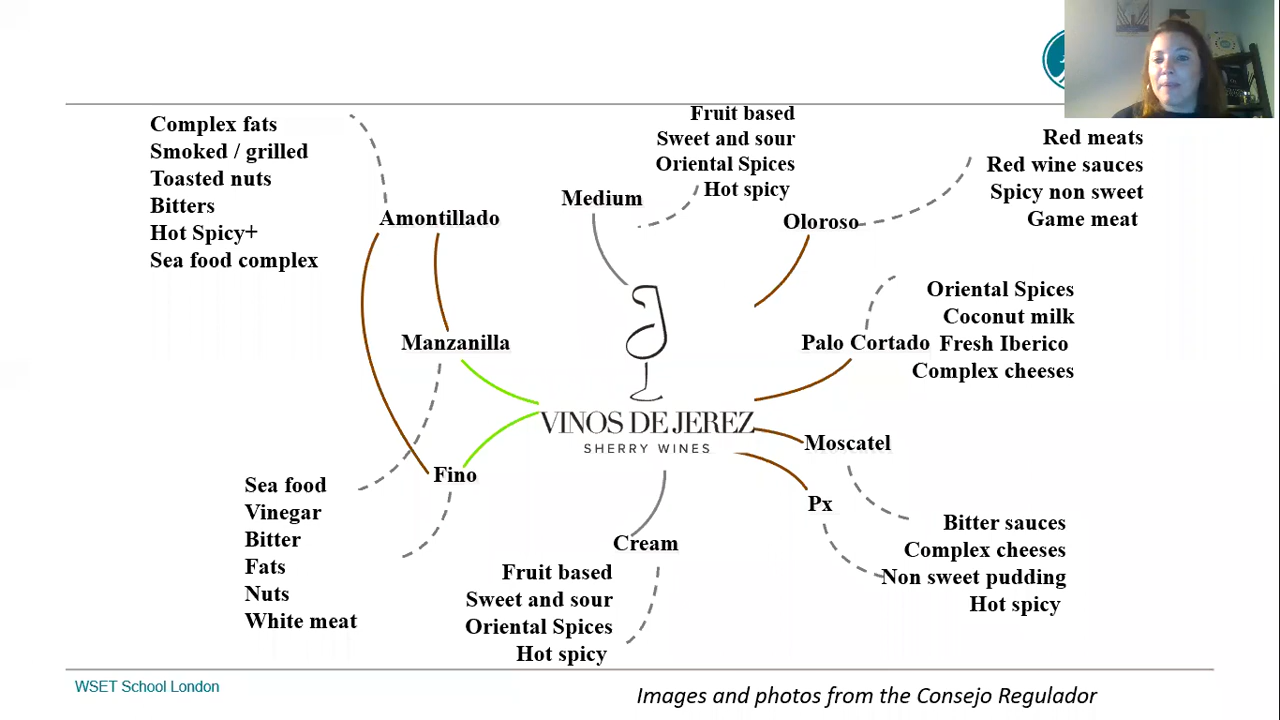 Complex fats
Smoked / grilled
Toasted nuts
Bitters
Hot Spicy+
Sea food complex
Amontillado
Manzanilla
Fino
Sea food
Vinegar
Bitter
Fats
Nuts
White meat
Medium
Fruit based
Sweet and sour
Oriental Spices
Hot spicy
Oloroso
Red meats
Red wine sauces
Spicy non sweet
Game meat
Palo Cortado
Oriental Spices
Coconut milk
Fresh Iberico
Complex cheeses
VINOS DE JEREZ
SHERRY WINES
Moscatel
Px
Bitter sauces
Complex cheeses
Non sweet pudding
Hot spicy
Cream
Fruit based
Sweet and sour
Oriental Spices
Hot spicy
WSET School London
Images and photos from the Consejo Regulador